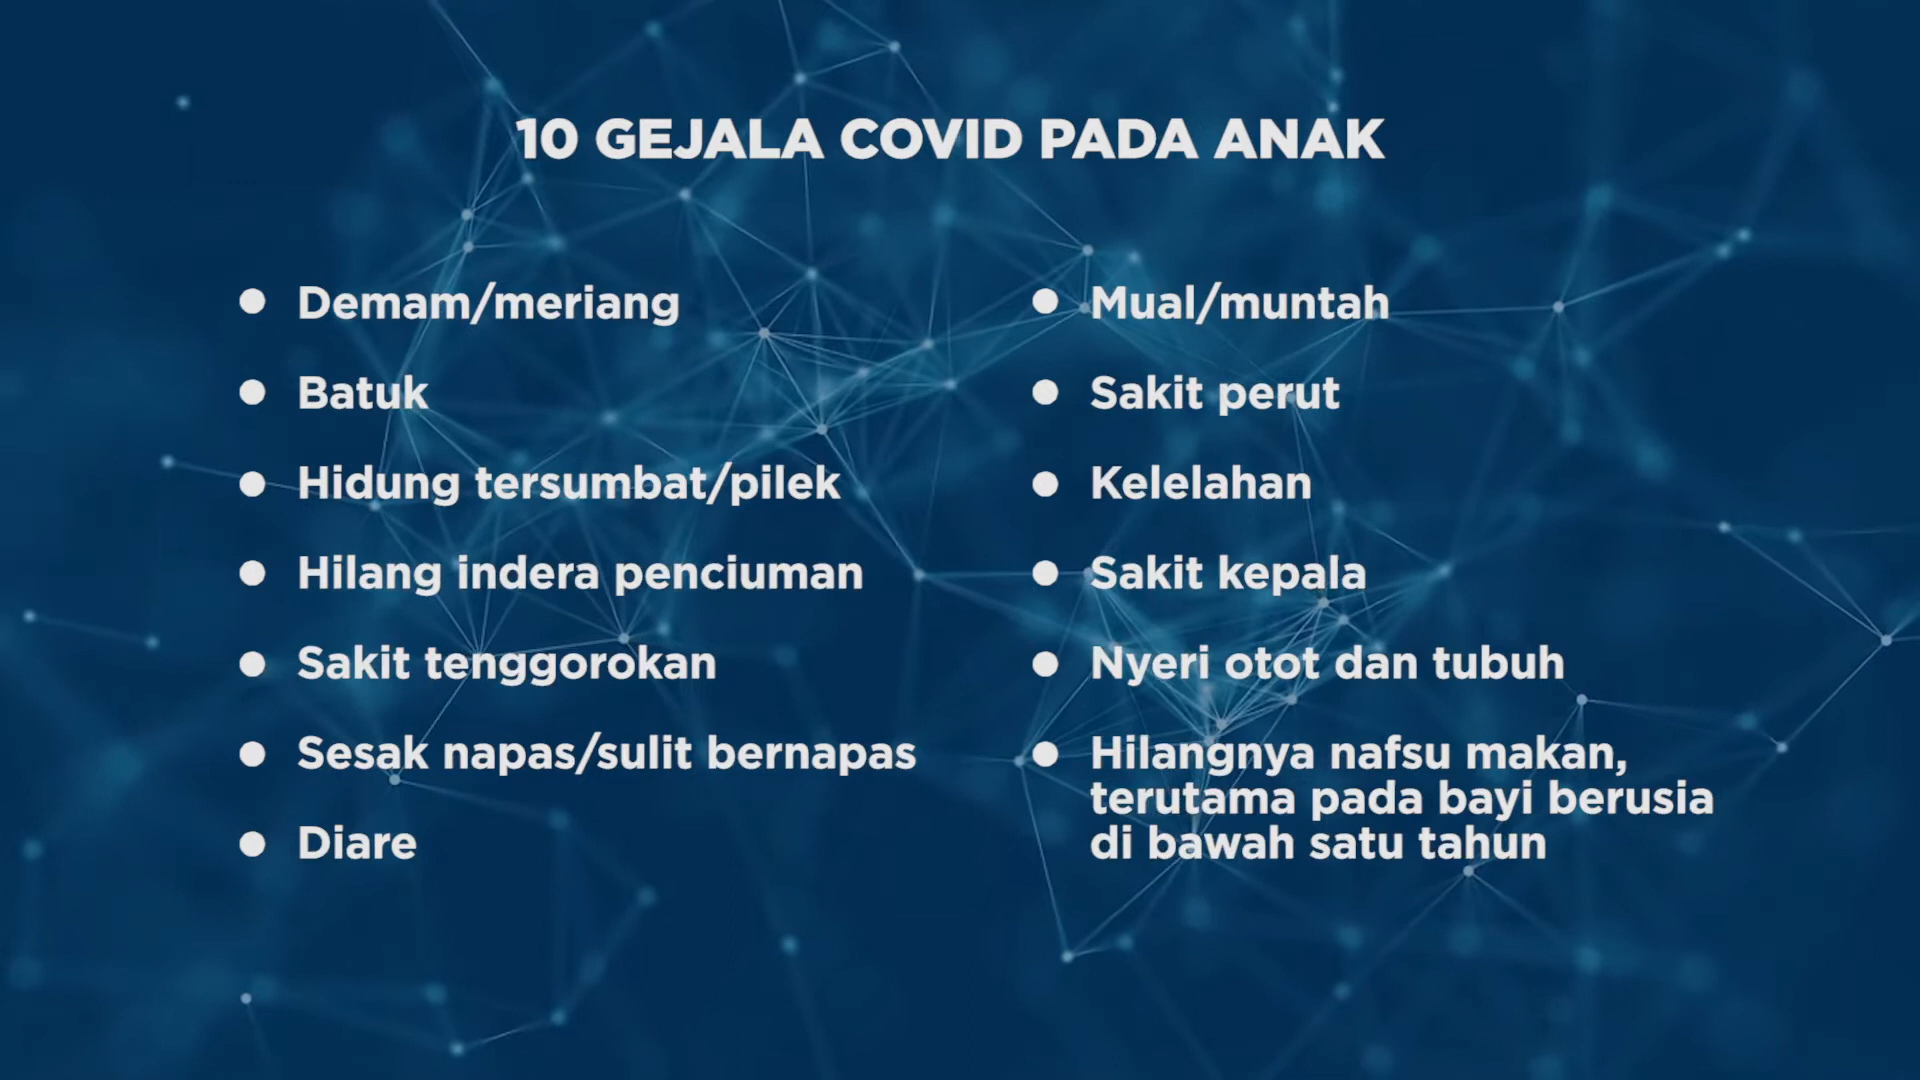 10 GEJALA COVID PADA ANAK
Demam/meriang
Batuk
Hidung tersumbat/pilek
Hilang indera penciuman
Sakit tenggorokan
Sesak napas/sulit bernapas
Diare
Mual/muntah
Sakit perut
Kelelahan
Sakit kepala
Nyeri otot dan tubuh
Hilangnya nafsu makan,
terutama pada bayi berusia
di bawah satu tahun